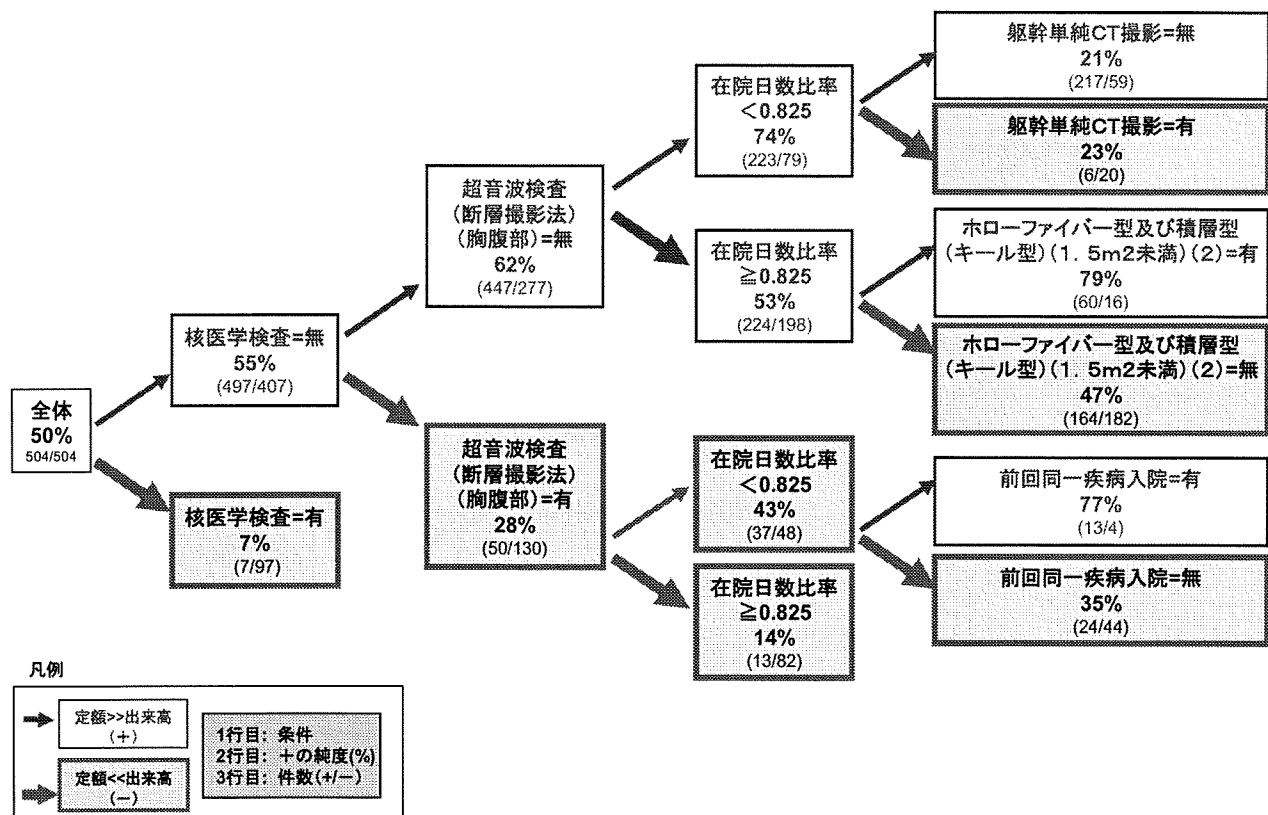 全体
50%
504/504
核医学検査=無
55%
(497/407)
核医学検査=有
7%
(7/97)
超音波検査
(断層撮影法)
(胸腹部)=無
62%
(447/277)
超音波検査
(断層撮影法)
(胸腹部)=有
28%
(50/130)
在院日数比率
<0.825
74%
(223/79)
在院日数比率
≧0.825
53%
(224/198)
在院日数比率
<0.825
43%
(37/48)
在院日数比率
≧0.825
14%
(13/82)
躯幹単純CT撮影=無
21%
(217/59)
躯幹単純CT撮影=有
23%
(6/20)
ホローファイバー型及び積層型
(キール型)(1.5m2未満)(2)=有
79%
(60/16)
ホローファイバー型及び積層型
(キール型)(1.5m2未満)(2)=無
47%
(164/182)
前回同一疾病入院=有
77%
(13/4)
前回同一疾病入院=無
35%
(24/44)
凡例
定額>>出来高
(+)
定額<<出来高
(-)
1行目: 条件
2行目: +の純度(%)
3行目: 件数(+/-)